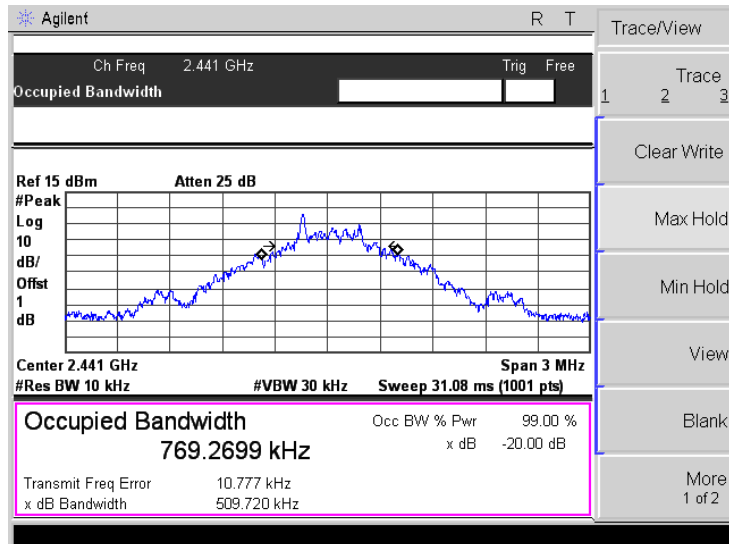 Agilent R T
Ch Freq 2.441 GHz Trig Free
Occupied Bandwidth
Ref 15 dBm Atten 25 dB
#Peak
Log
10
dB/
Offst
1
dB
Center 2.441 GHz Span 3 MHz
#Res BW 10 kHz #VBW 30 kHz Sweep 31.08 ms (1001 pts)
Occupied Bandwidth Occ BW % Pwr 99.00 %
769.2699 kHz x dB -20.00 dB
Transmit Freq Error 10.777 kHz
x dB Bandwidth 509.720 kHz
Trace/View
Trace
1 2 3
Clear Write
Max Hold
Min Hold
View
Blank
More
1 of 2